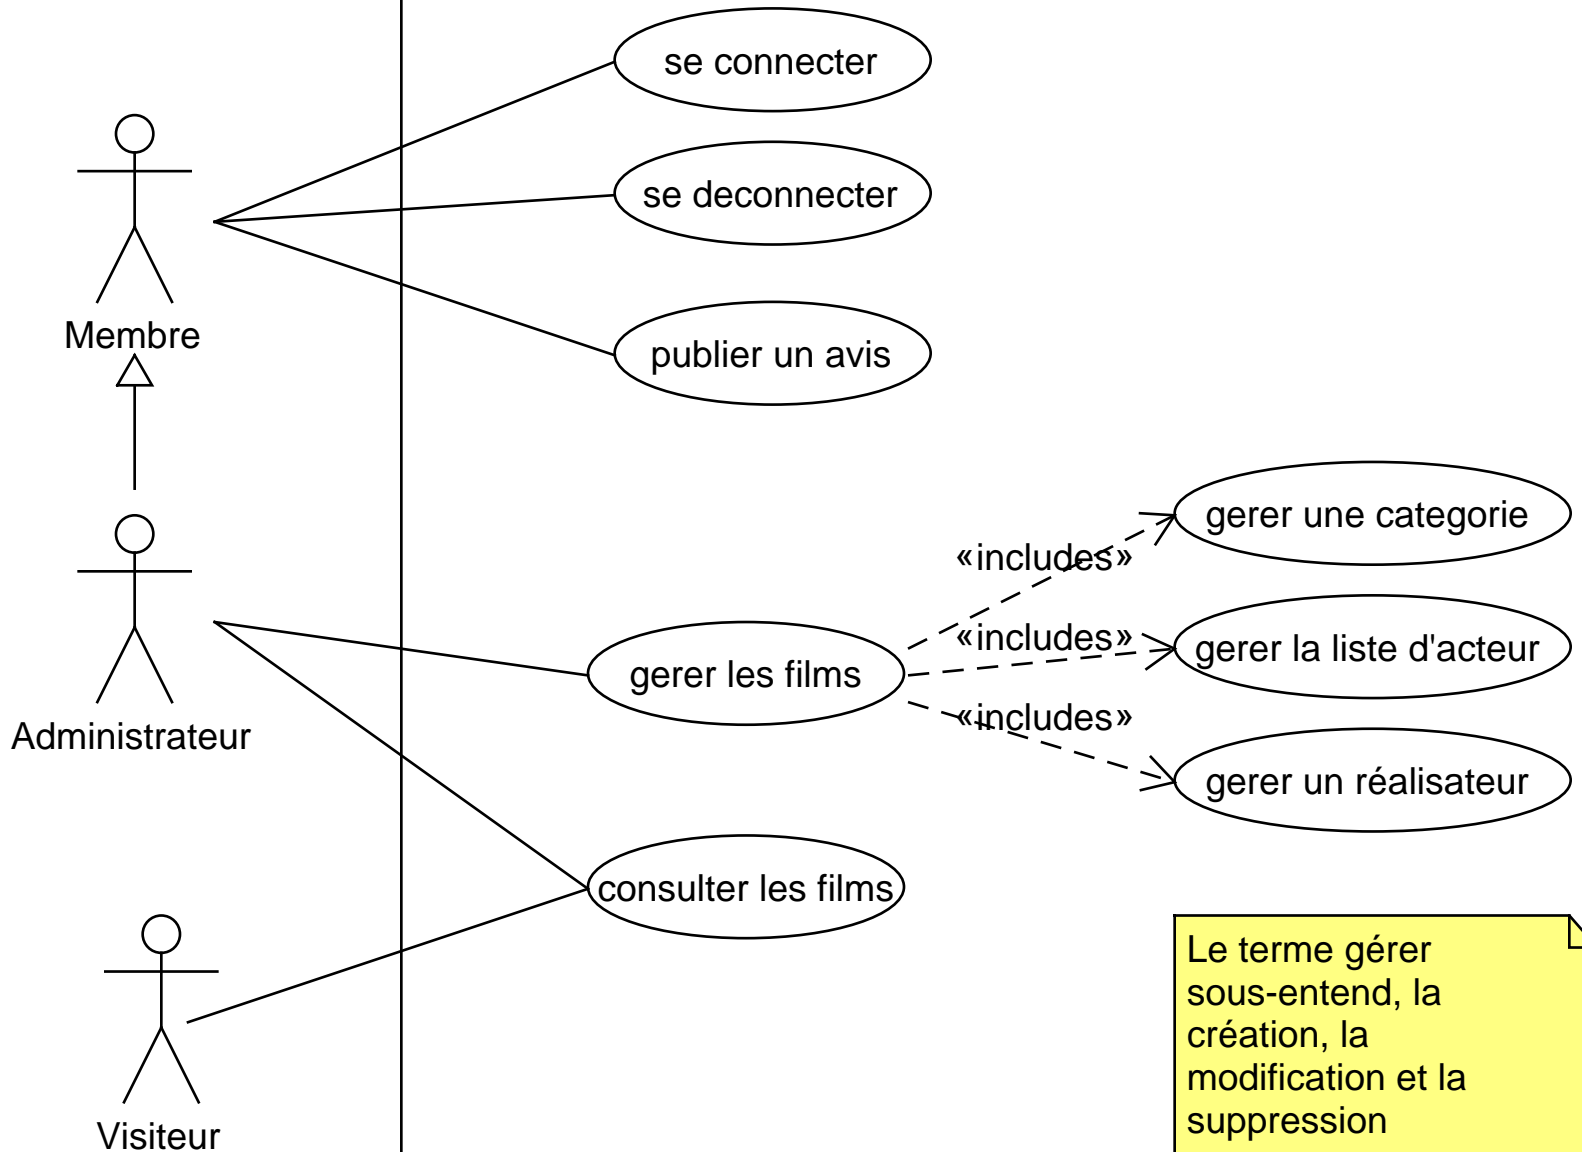 se connecter
se deconnecter
Membre
publier un avis
gerer une categorie
«includes»
«includes»
gerer la liste d'acteur
gerer les films
«includes»
Administrateur
gerer un réalisateur
consulter les films
Le terme gérer
sous-entend, la
création, la
modification et la
suppression
Visiteur